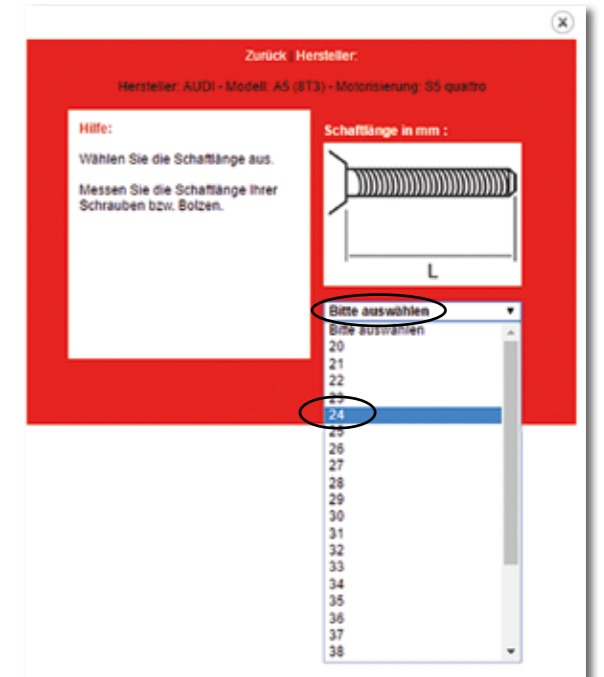 x
Zurück Hersteller:
Hersteller: AUDI - Modell: A5 (8T3) - Motorisierung: S5 quattro
Hilfe:
Wählen Sie die Schaftlänge aus.
Messen Sie die Schaftlänge Ihrer
Schrauben bzw. Bolzen.
Schaftlänge in mm :
L
Bitte auswählen
Bitte auswählen
20
21
22
23
24
25
26
27
28
29
30
31
32
33
34
35
36
37
38